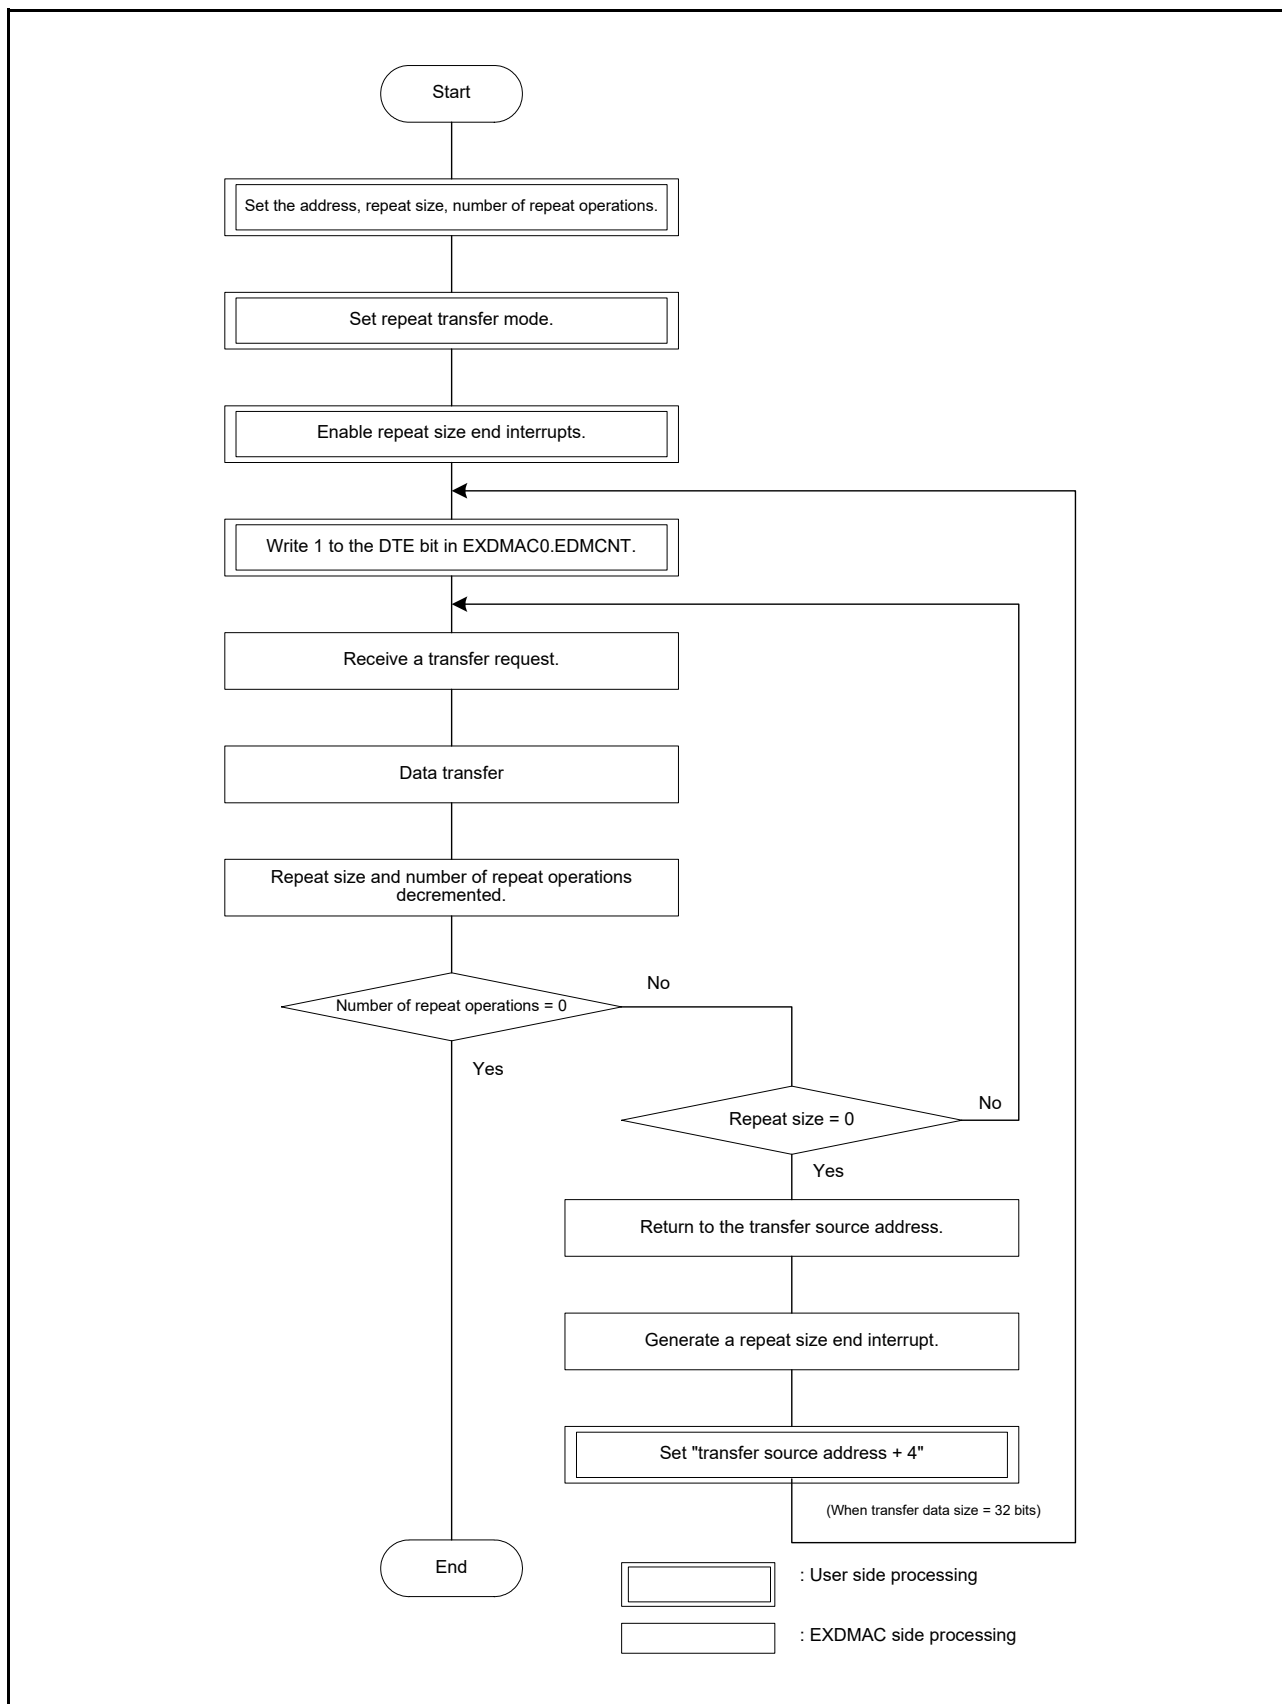 Start
Set the address, repeat size, number of repeat operations.
Set repeat transfer mode.
Enable repeat size end interrupts.
Write 1 to the DTE bit in EXDMAC0.EDMCNT.
Receive a transfer request.
Data transfer
Repeat size and number of repeat operations
decremented.
Number of repeat operations = 0
No
Yes
Repeat size = 0
No
Yes
Return to the transfer source address.
Generate a repeat size end interrupt.
Set "transfer source address + 4"
(When transfer data size = 32 bits)
End
: User side processing
: EXDMAC side processing